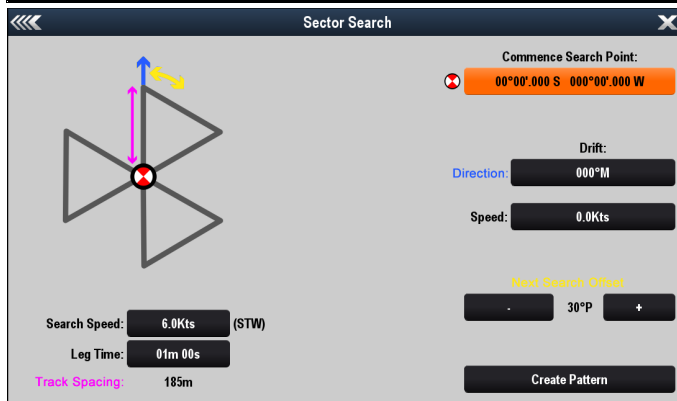 Sector Search
Commence Search Point:
00°00'.000 S 000°00'.000 W
Drift:
Direction: 000°M
Speed: 0.0Kts
Next Search Offset
- 30°P +
Search Speed: 6.0Kts (STW)
Leg Time: 01m 00s
Track Spacing: 185m
Create Pattern